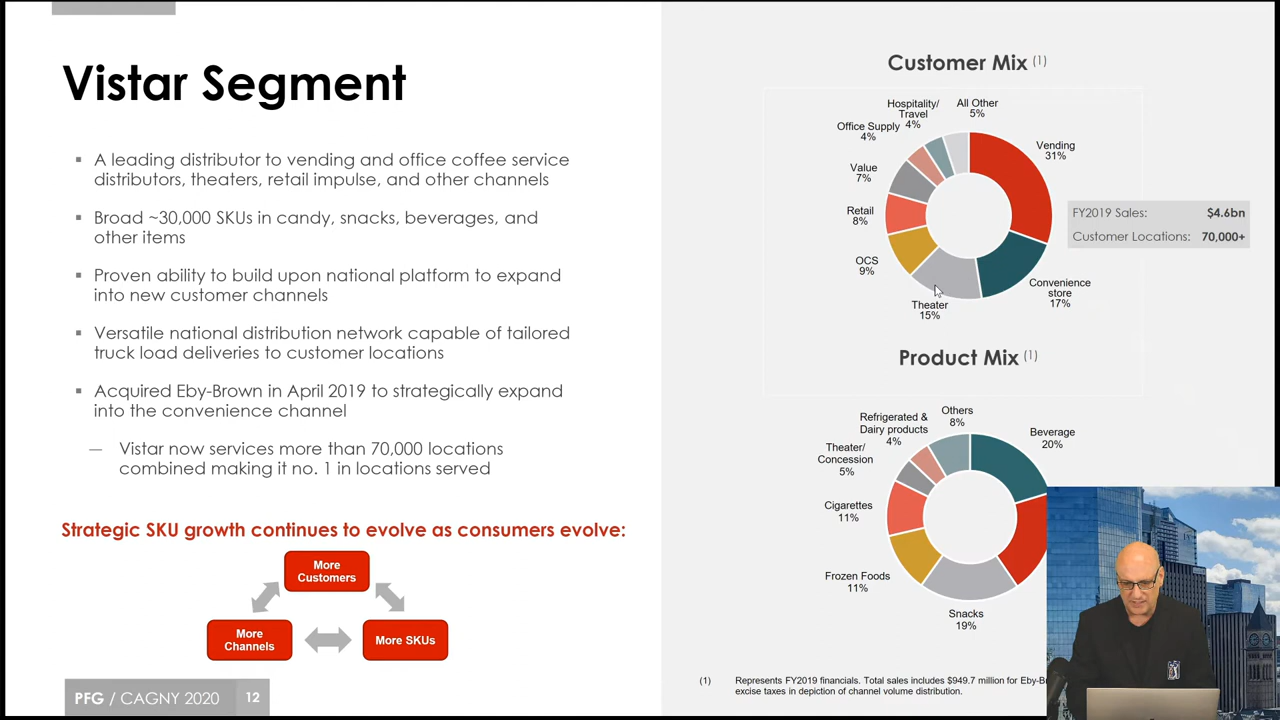 Vistar Segment
▪ A leading distributor to vending and office coffee service
distributors, theaters, retail impulse, and other channels
▪ Broad ~30,000 SKUs in candy, snacks, beverages, and
other items
▪ Proven ability to build upon national platform to expand
into new customer channels
▪ Versatile national distribution network capable of tailored
truck load deliveries to customer locations
▪ Acquired Eby-Brown in April 2019 to strategically expand
into the convenience channel
— Vistar now services more than 70,000 locations
combined making it no. 1 in locations served
Strategic SKU growth continues to evolve as consumers evolve:
More
Customers
More
Channels
More SKUs
PFG / CAGNY 2020 12
Customer Mix (1)
Hospitality/
Travel
4%
All Other
5%
Office Supply
4%
Vending
31%
Value
7%
Retail
8%
FY2019 Sales: $4.6bn
Customer Locations: 70,000+
OCS
9%
Convenience
store
17%
Theater
15%
Product Mix (1)
Others
8%
Refrigerated &
Dairy products
4%
Beverage
20%
Theater/
Concession
5%
Cigarettes
11%
Frozen Foods
11%
Snacks
19%
(1) Represents FY2019 financials. Total sales includes $949.7 million for
excise taxes in depiction of channel volume distribution.